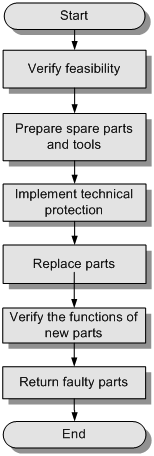 Start
Verify feasibility
Prepare spare parts
and tools
Implement technical
protection
Replace parts
Verify the functions of
new parts
Return faulty parts
End